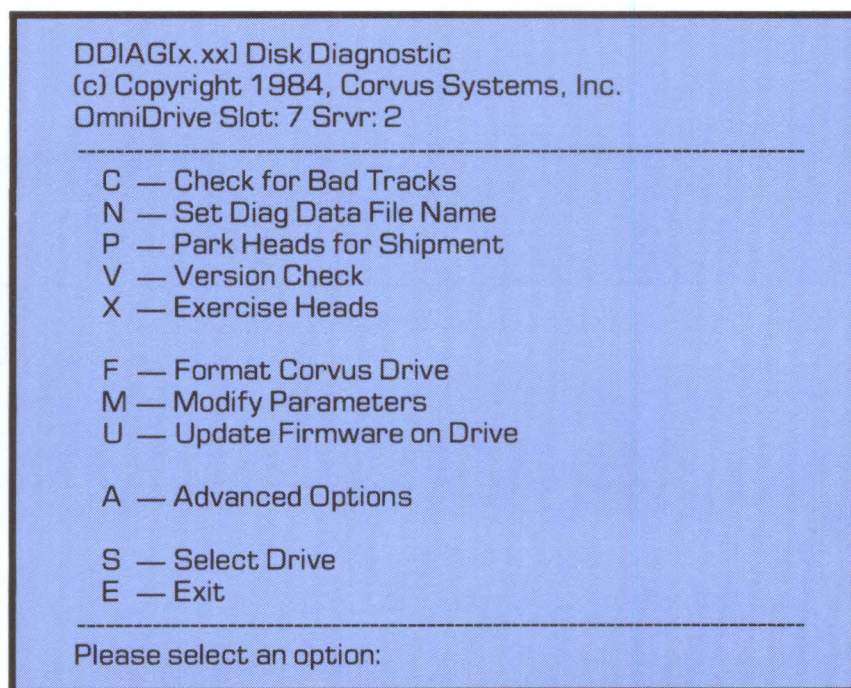 DDIAG[x.xx] Disk Diagnostic
(c) Copyright 1984, Corvus Systems, Inc.
OmniDrive Slot: 7 Srvr: 2
C — Check for Bad Tracks
N — Set Diag Data File Name
P — Park Heads for Shipment
V — Version Check
X — Exercise Heads
F — Format Corvus Drive
M — Modify Parameters
U — Update Firmware on Drive
A — Advanced Options
S — Select Drive
E — Exit
Please select an option: